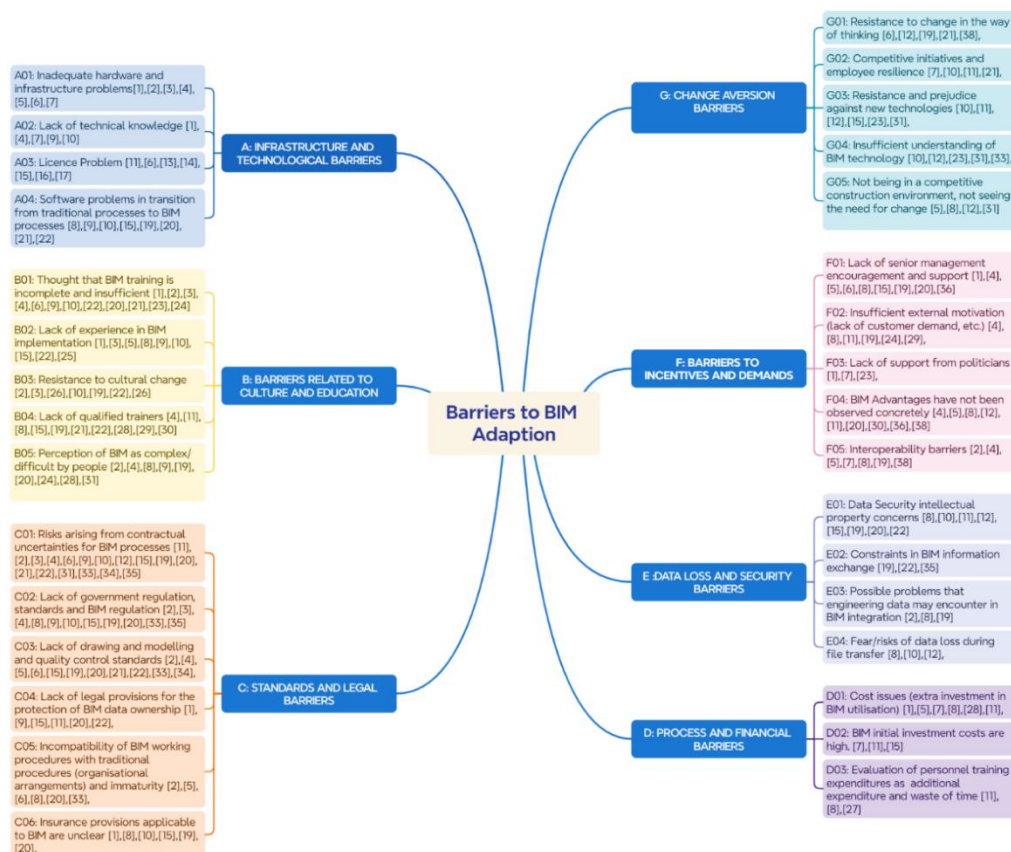 Barriers to BIM
Adaption
A: INFRASTRUCTURE AND
TECHNOLOGICAL BARRIERS
A01: Inadequate hardware and
infrastructure problems[1],[2],[3],[4],
[5],[6],[7]
A02: Lack of technical knowledge [1],
[4],[7],[9],[10]
A03: Licence Problem [11],[6],[13],[14],
[15],[16],[17]
A04: Software problems in transition
from traditional processes to BIM
processes [8],[9],[10],[15],[19],[20],
[21],[22]
B: BARRIERS RELATED TO
CULTURE AND EDUCATION
B01: Thought that BIM training is
incomplete and insufficient [1],[2],[3],
[4],[6],[9],[10],[22],[20],[21],[23],[24]
B02: Lack of experience in BIM
implementation [1],[3],[5],[8],[9],[10],
[15],[22],[25]
B03: Resistance to cultural change
[2],[3],[26],[10],[19],[22],[26]
B04: Lack of qualified trainers [4],[11],
[8],[15],[19],[21],[22],[28],[29],[30]
B05: Perception of BIM as complex/
difficult by people [2],[4],[8],[9],[19],
[20],[24],[28],[31]
C: STANDARDS AND LEGAL
BARRIERS
C01: Risks arising from contractual
uncertainties for BIM processes [11],
[2],[3],[4],[6],[9],[10],[12],[15],[19],[20],
[21],[22],[31],[33],[34],[35]
C02: Lack of government regulation,
standards and BIM regulation [2],[3],
[4],[8],[9],[10],[15],[19],[20],[33],[35]
C03: Lack of drawing and modelling
and quality control standards [2],[4],
[5],[6],[15],[19],[20],[21],[22],[33],[34],
C04: Lack of legal provisions for the
protection of BIM data ownership [1],
[9],[15],[11],[20],[22],
C05: Incompatibility of BIM working
procedures with traditional
procedures (organisational
arrangements) and immaturity [2],[5],
[6],[8],[20],[33],
C06: Insurance provisions applicable
to BIM are unclear [1],[8],[10],[15],[19],
[20],
G: CHANGE AVERSION
BARRIERS
G01: Resistance to change in the way
of thinking [6],[12],[19],[21],[38],
G02: Competitive initiatives and
employee resilience [7],[10],[11],[21],
G03: Resistance and prejudice
against new technologies [10],[11],
[12],[15],[23],[31],
G04: Insufficient understanding of
BIM technology [10],[12],[23],[31],[33],
G05: Not being in a competitive
construction environment, not seeing
the need for change [5],[8],[12],[31]
F: BARRIERS TO
INCENTIVES AND DEMANDS
F01: Lack of senior management
encouragement and support [1],[4],
[5],[6],[8],[15],[19],[20],[36]
F02: Insufficient external motivation
(lack of customer demand, etc.) [4],
[8],[11],[19],[24],[29],
F03: Lack of support from politicians
[1],[7],[23],
F04: BIM Advantages have not been
observed concretely [4],[5],[8],[12],
[11],[20],[30],[36],[38]
F05: Interoperability barriers [2],[4],
[5],[7],[8],[19],[38]
E :DATA LOSS AND SECURITY
BARRIERS
E01: Data Security intellectual
property concerns [8],[10],[11],[12],
[15],[19],[20],[22]
E02: Constraints in BIM information
exchange [19],[22],[35]
E03: Possible problems that
engineering data may encounter in
BIM integration [2],[8],[19]
E04: Fear/risks of data loss during
file transfer [8],[10],[12],
D: PROCESS AND FINANCIAL
BARRIERS
D01: Cost issues (extra investment in
BIM utilisation) [1],[5],[7],[8],[28],[11],
D02: BIM initial investment costs are
high. [7],[11],[15]
D03: Evaluation of personnel training
expenditures as additional
expenditure and waste of time [11],
[8],[27]